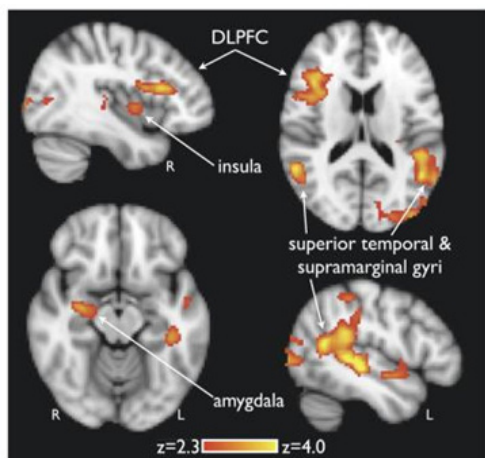 DLPFC
R
insula
superior temporal &
supramarginal gyri
amygdala
R
L
L
z=2.3
z=4.0